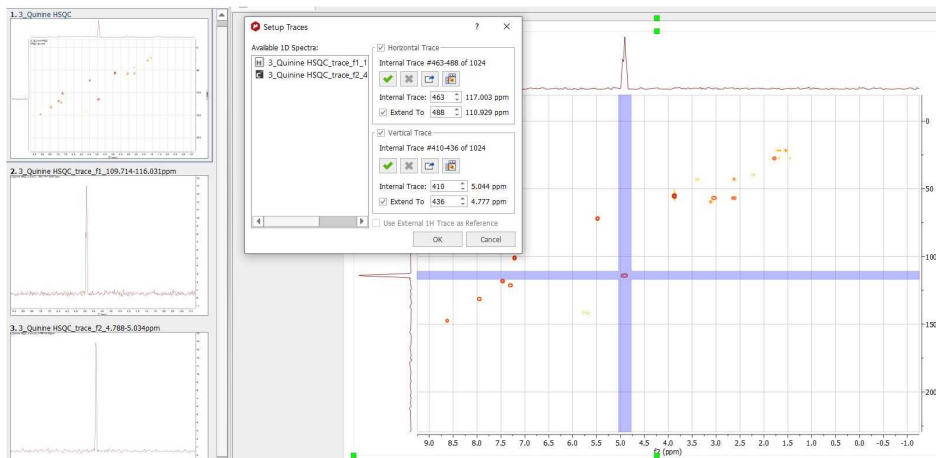 1. 3_Quinine HSQC
2. 3_Quinine HSQC_trace_f1_109.714-116.031ppm
3. 3_Quinine HSQC_trace_f2_4.788-5.034ppm
Setup Traces
?
Available 1D Spectra:
H 3_Quinine HSQC_trace_f1_1
C 3_Quinine HSQC_trace_f2_4
Horizontal Trace
Internal Trace #463-488 of 1024
Internal Trace: 463 117.003 ppm
Extend To 488 110.929 ppm
Vertical Trace
Internal Trace #410-436 of 1024
Internal Trace: 410 5.044 ppm
Extend To 436 4.777 ppm
Use External 1H Trace as Reference
OK Cancel
0
50
100
150
200
9.0 8.5 8.0 7.5 7.0 6.5 6.0 5.5 5.0 4.5 4.0 3.5 3.0 2.5 2.0 1.5 1.0 0.5 0.0 -0.5 -1.0
f2 (ppm)